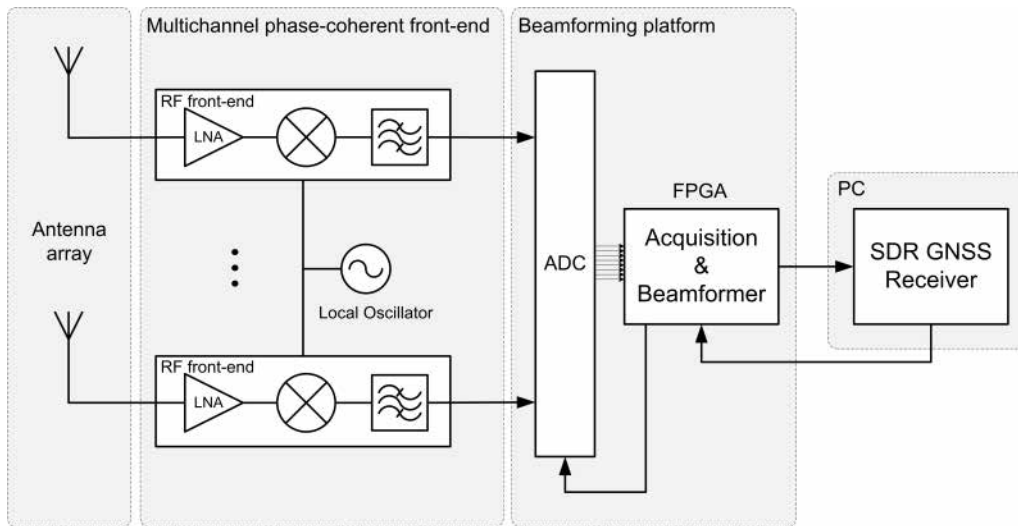 Multichannel phase-coherent front-end
Beamforming platform
RF front-end
LNA
FPGA
PC
Antenna
array
ADC
Acquisition
&
Beamformer
SDR GNSS
Receiver
Local Oscillator
RF front-end
LNA